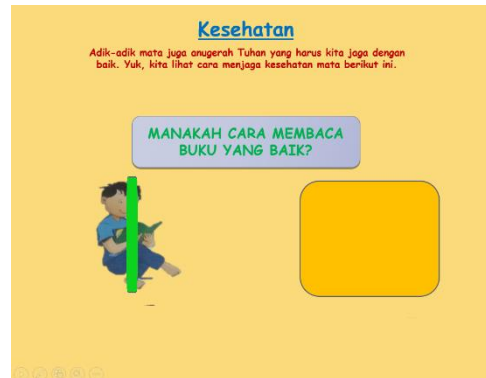 Kesehatan
Adik-adik mata juga anugerah Tuhan yang harus kita jaga dengan
baik. Yuk, kita lihat cara menjaga kesehatan mata berikut ini.
MANAKAH CARA MEMBACA
BUKU YANG BAIK?